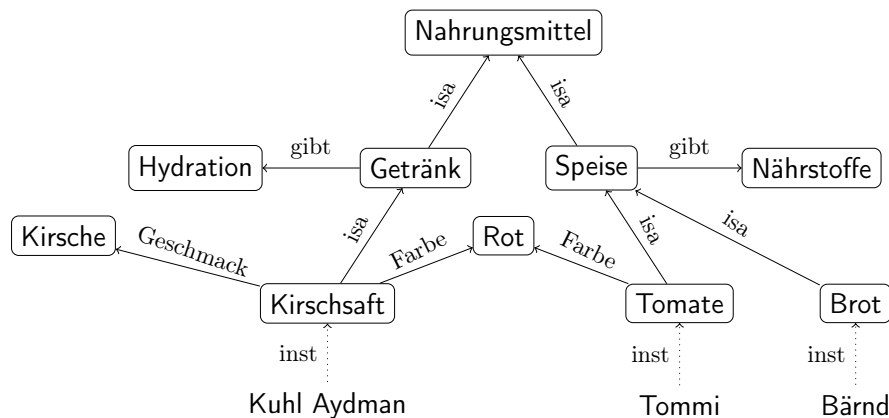 Nahrungsmittel
isa
isa
Hydration
gibt
Getränk
Speise
gibt
Nährstoffe
Kirsche
Geschmack
isa
Farbe
Rot
Farbe
isa
isa
Kirschsaft
Tomate
Brot
inst
inst
inst
Kuhl Aydman
Tommi
Bärnd